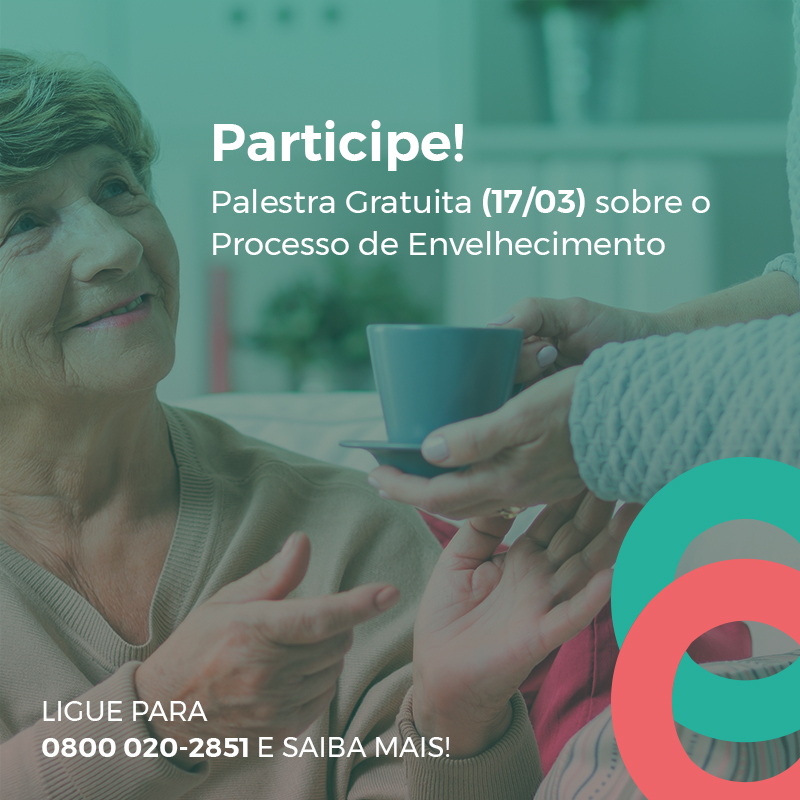 Participe!
Palestra Gratuita (17/03) sobre o
Processo de Envelhecimento
LIGUE PARA
0800 020-2851 E SAIBA MAIS!